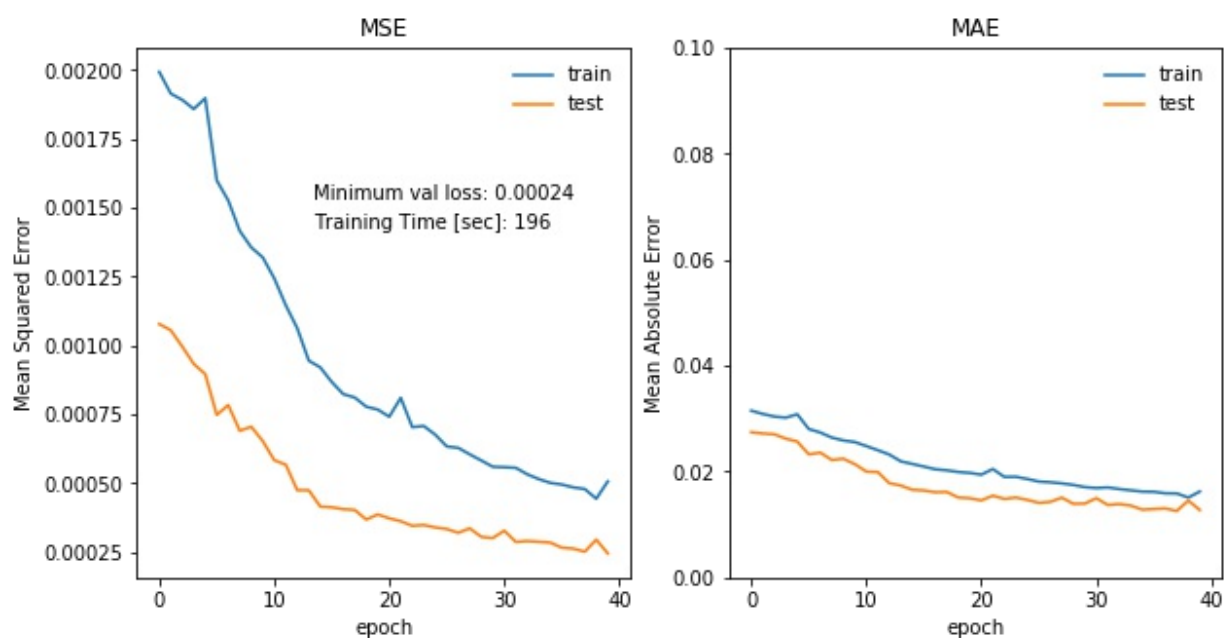 MSE
Mean Squared Error
0.00200
0.00175
0.00150
0.00125
0.00100
0.00075
0.00050
0.00025
train
test
Minimum val loss: 0.00024
Training Time [sec]: 196
0
10
20
30
40
epoch
MAE
Mean Absolute Error
0.10
0.08
0.06
0.04
0.02
0.00
train
test
0
10
20
30
40
epoch